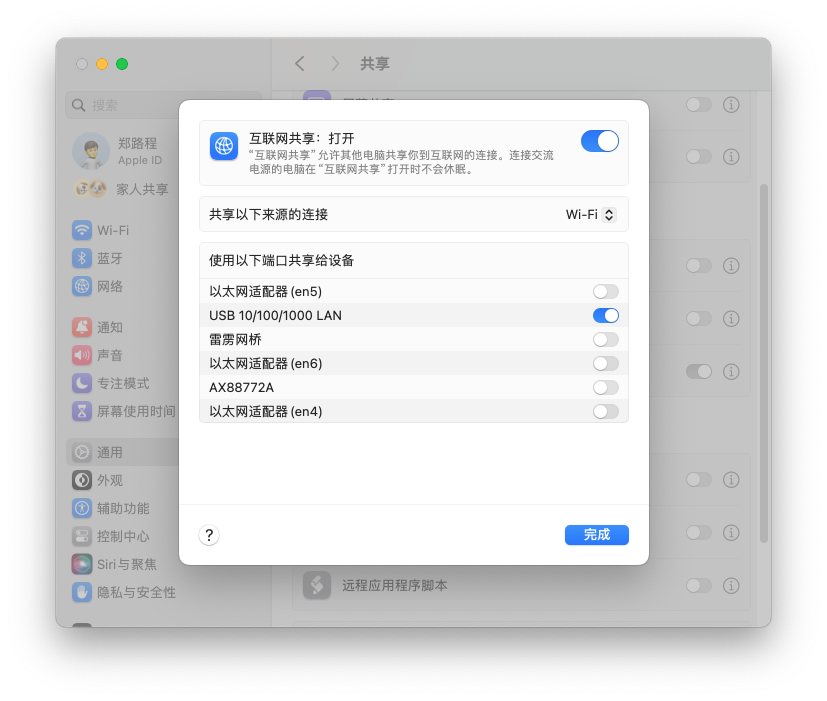 共享
搜索
郑路程
Apple ID
家人共享
Wi-Fi
蓝牙
网络
通知
声音
专注模式
屏幕使用时间
通用
外观
辅助功能
控制中心
Siri与聚焦
隐私与安全性
互联网共享：打开
“互联网共享”允许其他电脑共享你到互联网的连接。连接交流
电源的电脑在“互联网共享”打开时不会休眠。
共享以下来源的连接
Wi-Fi
使用以下端口共享给设备
以太网适配器 (en5)
USB 10/100/1000 LAN
雷雳网桥
以太网适配器 (en6)
AX88772A
以太网适配器 (en4)
?
完成
远程应用程序脚本